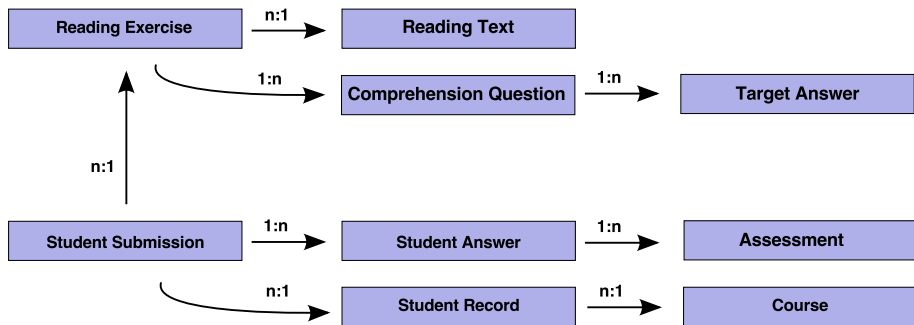 Reading Exercise
n:1
Reading Text
1:n
Comprehension Question
1:n
Target Answer
n:1
Student Submission
1:n
Student Answer
1:n
Assessment
n:1
Student Record
n:1
Course